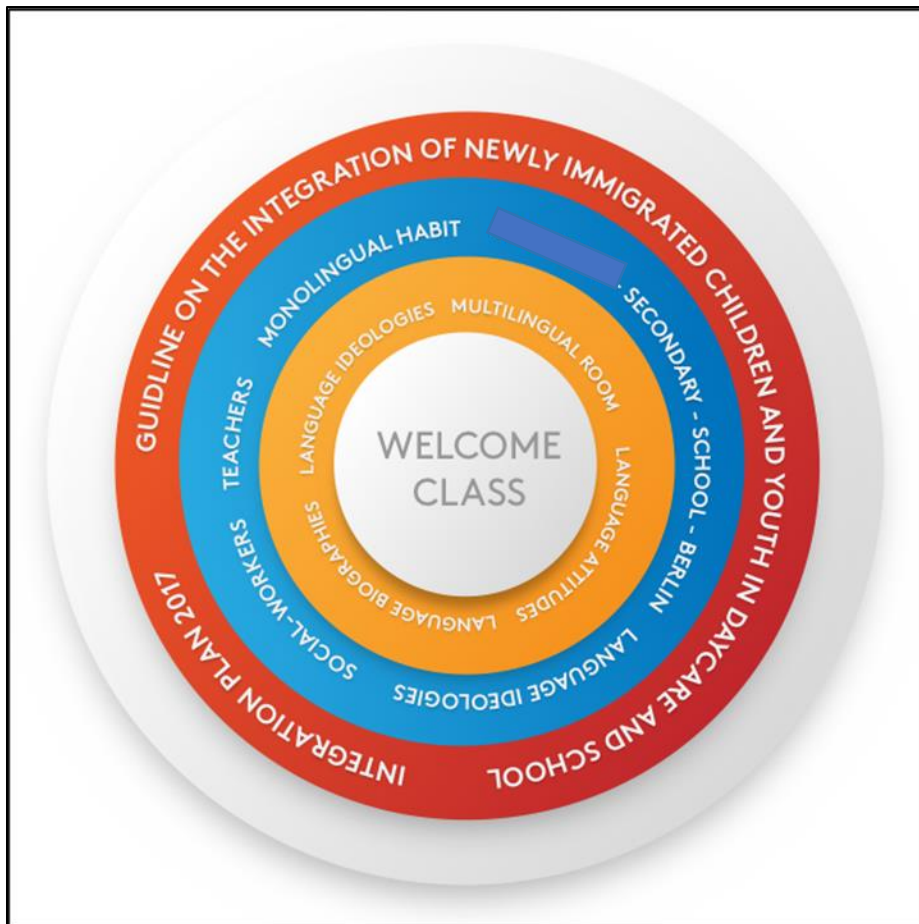 GUIDLINE ON THE INTEGRATION OF NEWLY IMMIGRATED CHILDREN AND YOUTH IN DAYCARE AND SCHOOL
INTEGRATION PLAN 2017
MONOLINGUAL HABIT
. SECONDARY - SCHOOL - BERLIN
LANGUAGE IDEOLOGIES
SOCIAL-WORKERS
TEACHERS
LANGUAGE IDEOLOGIES
MULTILINGUAL ROOM
LANGUAGE ATTITUDES
LANGUAGE BIOGRAPHIES
WELCOME
CLASS